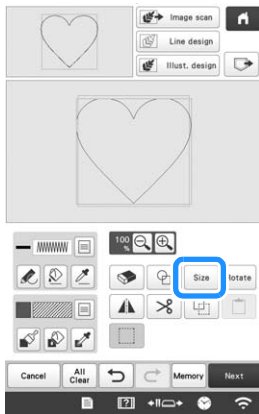 Image scan
Line design
Illust. design
100 %
Size
Rotate
Cancel
All Clear
Memory
Next